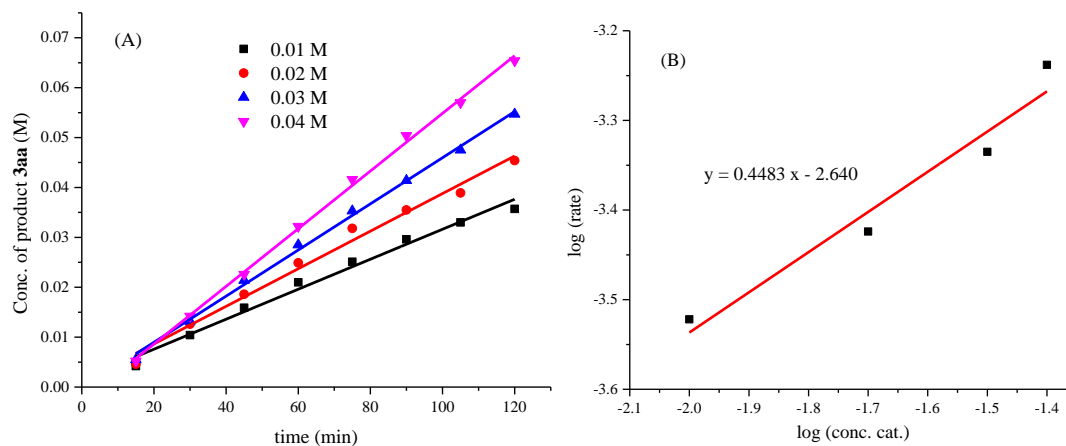 (A)
0.01 M
0.02 M
0.03 M
0.04 M
Conc. of product 3aa (M)
0.07
0.06
0.05
0.04
0.03
0.02
0.01
0.00
0 20 40 60 80 100 120
time (min)
(B)
y = 0.4483 x - 2.640
log (rate)
-3.2
-3.3
-3.4
-3.5
-3.6
-2.1 -2.0 -1.9 -1.8 -1.7 -1.6 -1.5 -1.4
log (conc. cat.)